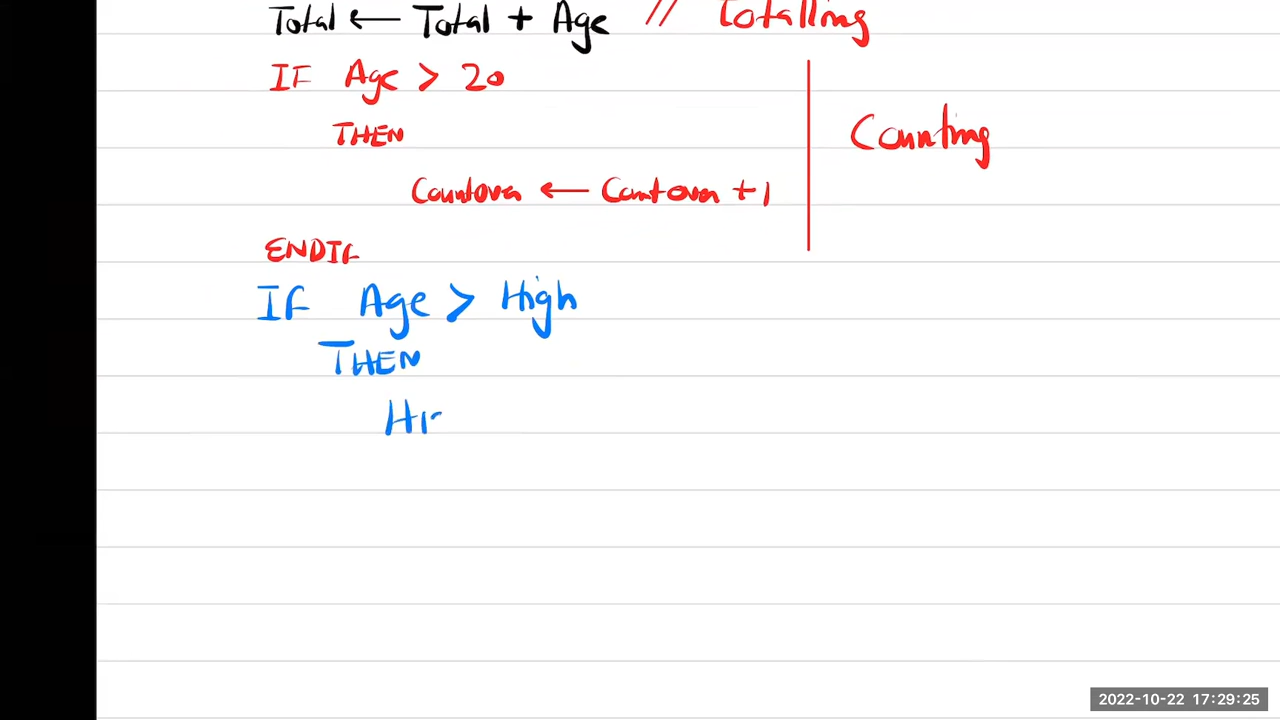 Total ← Total + Age // Totalling
IF Age > 20
THEN
Counting
Countover ← Countover + 1
ENDIF
IF Age > High
THEN
Hi
2022-10-22 17:29:25